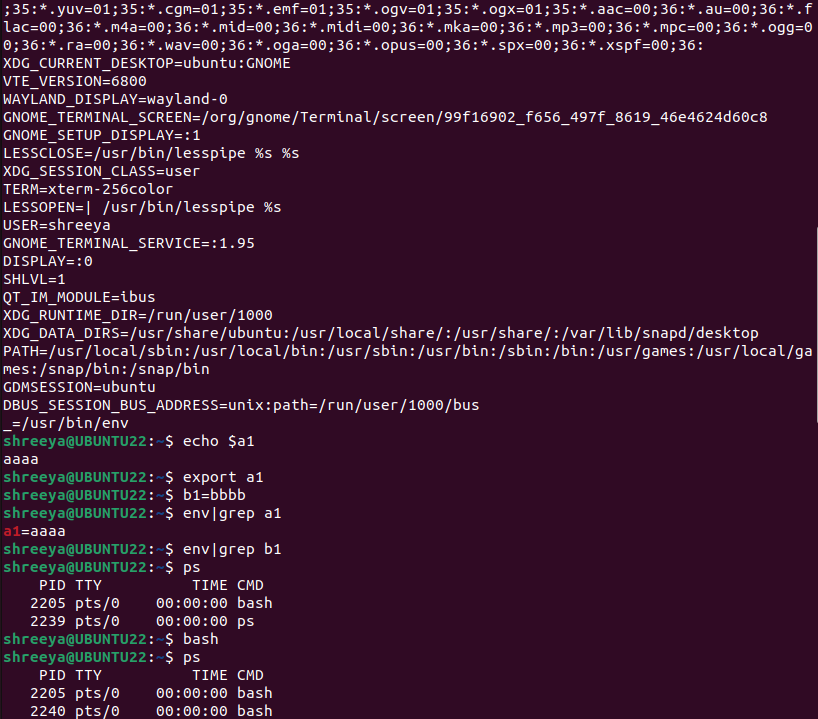 ;35:*.yuv=01;35:*.cgm=01;35:*.emf=01;35:*.ogv=01;35:*.ogx=01;35:*.aac=00;36:*.au=00;36:*.f
lac=00;36:*.m4a=00;36:*.mid=00;36:*.midi=00;36:*.mka=00;36:*.mp3=00;36:*.mpc=00;36:*.ogg=0
0;36:*.ra=00;36:*.wav=00;36:*.oga=00;36:*.opus=00;36:*.spx=00;36:*.xspf=00;36:
XDG_CURRENT_DESKTOP=ubuntu:GNOME
VTE_VERSION=6800
WAYLAND_DISPLAY=wayland-0
GNOME_TERMINAL_SCREEN=/org/gnome/Terminal/screen/99f16902_f656_497f_8619_46e4624d60c8
GNOME_SETUP_DISPLAY=:1
LESSCLOSE=/usr/bin/lesspipe %s %s
XDG_SESSION_CLASS=user
TERM=xterm-256color
LESSOPEN=| /usr/bin/lesspipe %s
USER=shreeya
GNOME_TERMINAL_SERVICE=:1.95
DISPLAY=:0
SHLVL=1
QT_IM_MODULE=ibus
XDG_RUNTIME_DIR=/run/user/1000
XDG_DATA_DIRS=/usr/share/ubuntu:/usr/local/share/:/usr/share/:/var/lib/snapd/desktop
PATH=/usr/local/sbin:/usr/local/bin:/usr/sbin:/usr/bin:/sbin:/bin:/usr/games:/usr/local/ga
mes:/snap/bin:/snap/bin
GDMSESSION=ubuntu
DBUS_SESSION_BUS_ADDRESS=unix:path=/run/user/1000/bus
_=/usr/bin/env
shreeya@UBUNTU22:~$ echo $a1
aaaa
shreeya@UBUNTU22:~$ export a1
shreeya@UBUNTU22:~$ b1=bbbb
shreeya@UBUNTU22:~$ env|grep a1
a1=aaaa
shreeya@UBUNTU22:~$ env|grep b1
shreeya@UBUNTU22:~$ ps
    PID TTY          TIME CMD
   2205 pts/0    00:00:00 bash
   2239 pts/0    00:00:00 ps
shreeya@UBUNTU22:~$ bash
shreeya@UBUNTU22:~$ ps
    PID TTY          TIME CMD
   2205 pts/0    00:00:00 bash
   2240 pts/0    00:00:00 bash